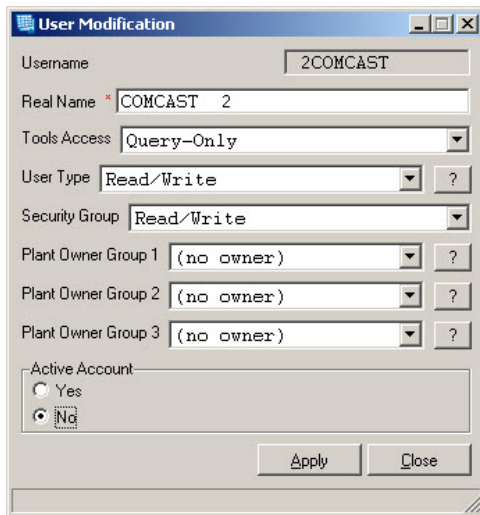 User Modification
Username 2COMCAST
Real Name * COMCAST 2
Tools Access Query-Only
User Type Read/Write ?
Security Group Read/Write
Plant Owner Group 1 (no owner) ?
Plant Owner Group 2 (no owner) ?
Plant Owner Group 3 (no owner) ?
Active Account
Yes
No
Apply Close